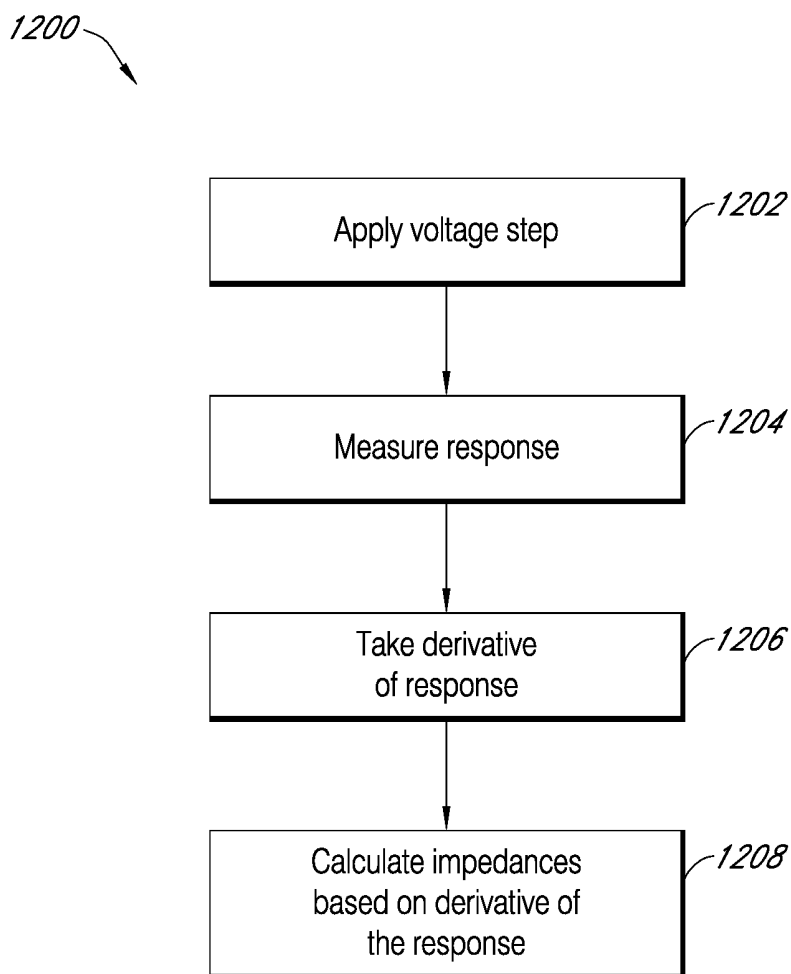 1200
Apply voltage step
1202
Measure response
1204
Take derivative
of response
1206
Calculate impedances
based on derivative of
the response
1208